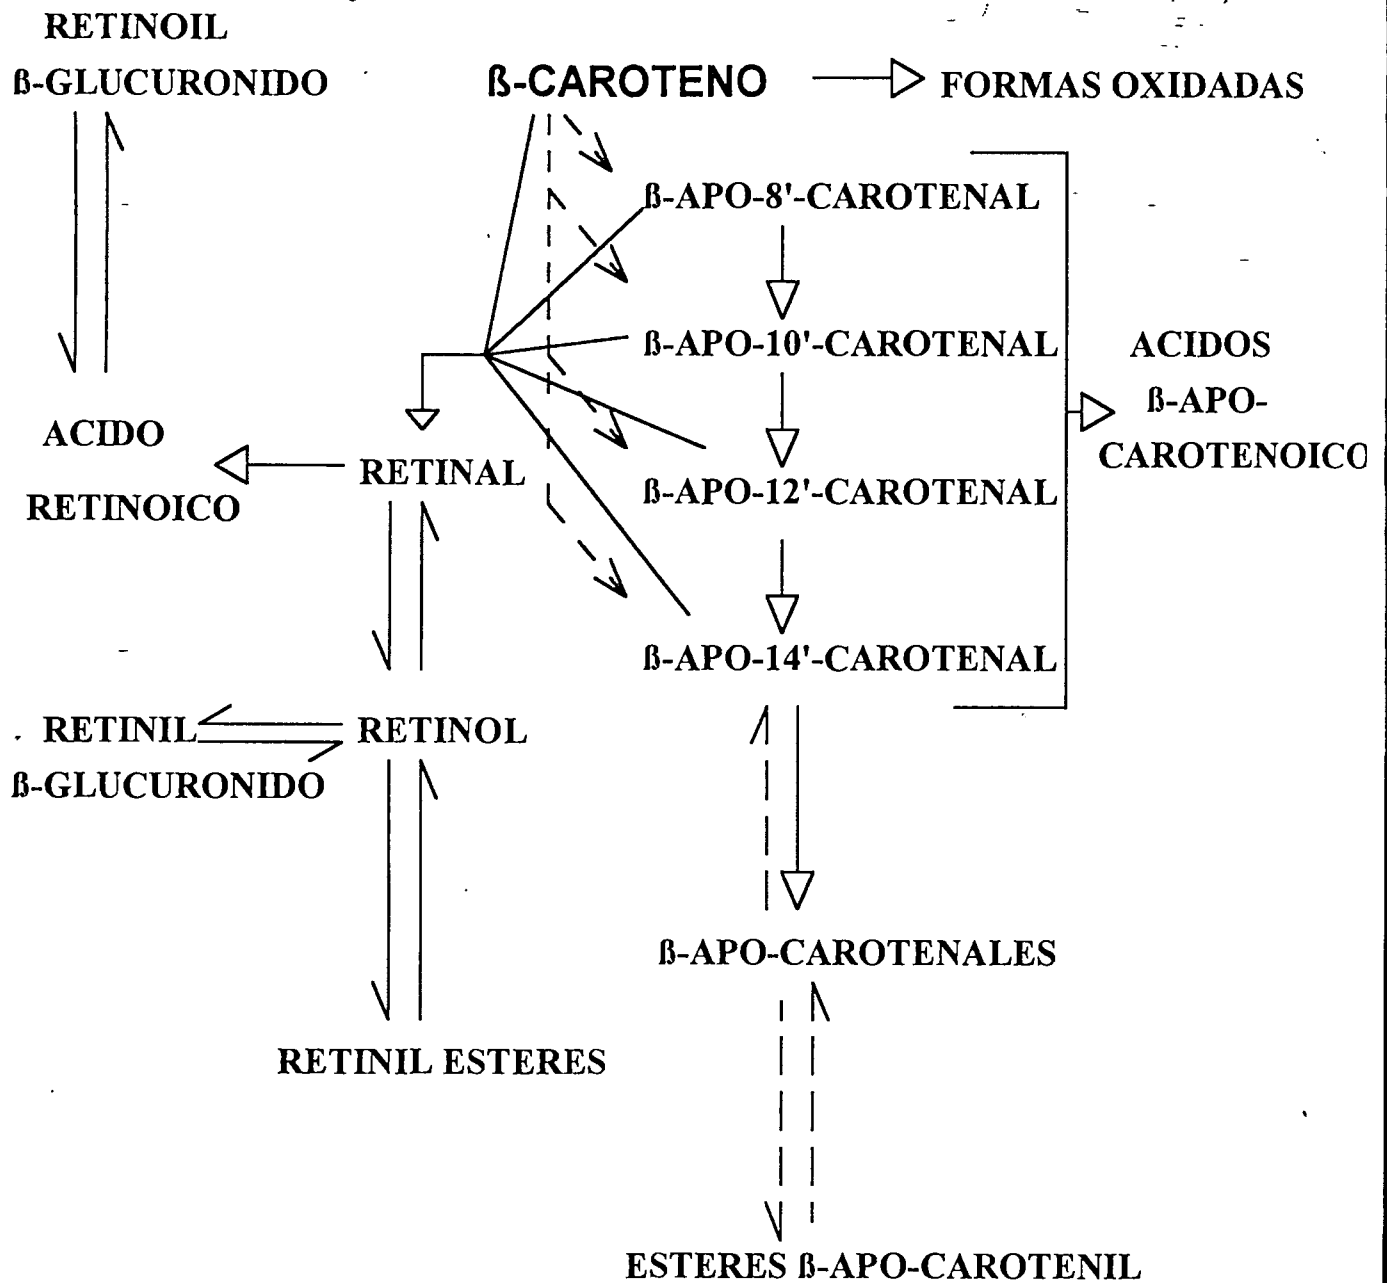 RETINOIL
ß-GLUCURONIDO
ß-CAROTENO
FORMAS OXIDADAS
ß-APO-8'-CAROTENAL
ß-APO-10'-CAROTENAL
ACIDOS
ß-APO-
CAROTENOICO
ACIDO
RETINOICO
RETINAL
ß-APO-12'-CAROTENAL
ß-APO-14'-CAROTENAL
RETINIL
ß-GLUCURONIDO
RETINOL
ß-APO-CAROTENALES
RETINIL ESTERES
ESTERES ß-APO-CAROTENIL